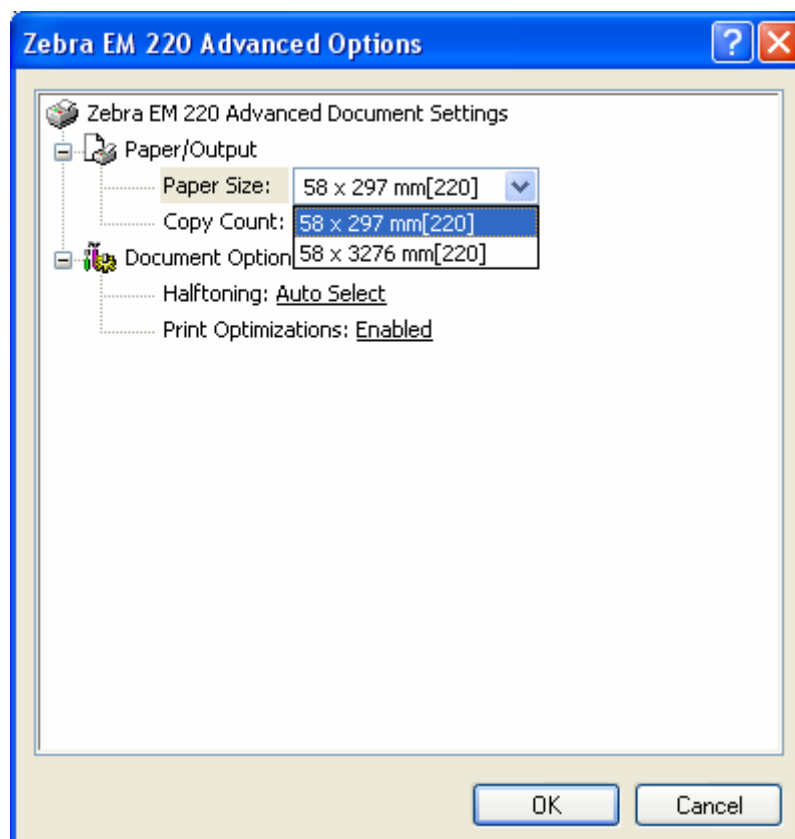 Zebra EM 220 Advanced Options
Zebra EM 220 Advanced Document Settings
Paper/Output
Paper Size: 58 x 297 mm[220]
Copy Count:
58 x 297 mm[220]
58 x 3276 mm[220]
Document Option
Halftoning: Auto Select
Print Optimizations: Enabled
OK Cancel